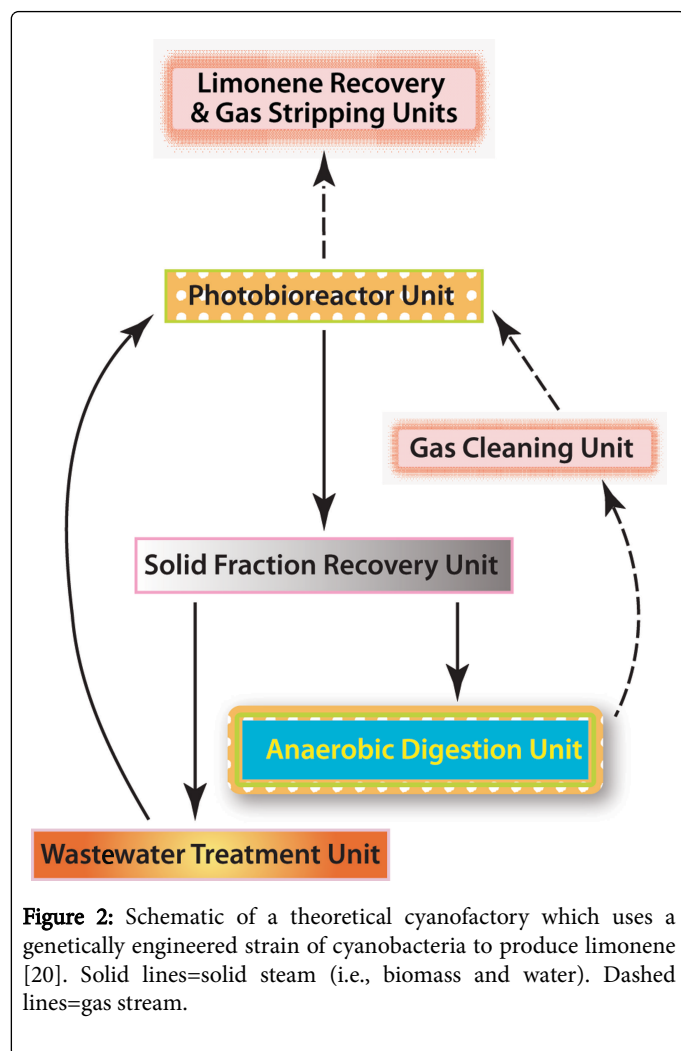 Limonene Recovery
& Gas Stripping Units
Photobioreactor Unit
Gas Cleaning Unit
Solid Fraction Recovery Unit
Anaerobic Digestion Unit
Wastewater Treatment Unit
Figure 2: Schematic of a theoretical cyanofactory which uses a
genetically engineered strain of cyanobacteria to produce limonene
[20]. Solid lines=solid steam (i.e., biomass and water). Dashed
lines=gas stream.